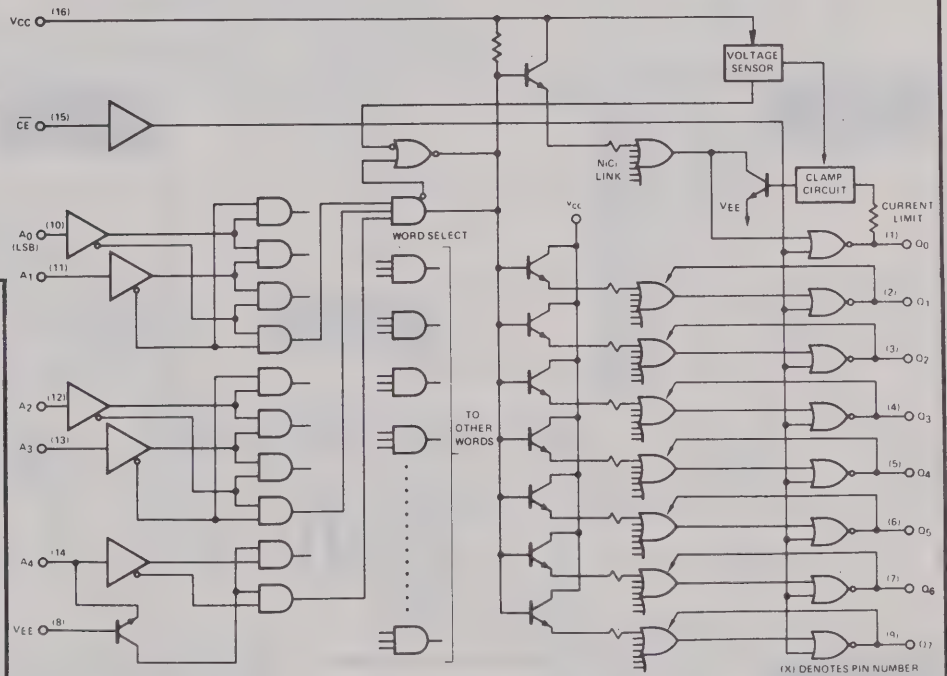 VCC (16)
VOLTAGE
SENSOR
CE (15)
NiCr
LINK
VEE
CLAMP
CIRCUIT
VCC
CURRENT
LIMIT
WORD SELECT
A0 (10)
(LSB)
(1) Q0
A1 (11)
(2) Q1
(3) Q2
A2 (12)
(4) Q3
TO
OTHER
WORDS
A3 (13)
(5) Q4
(6) Q5
A4 (14
(7) Q6
VEE (8)
(9) Q7
(X) DENOTES PIN NUMBER